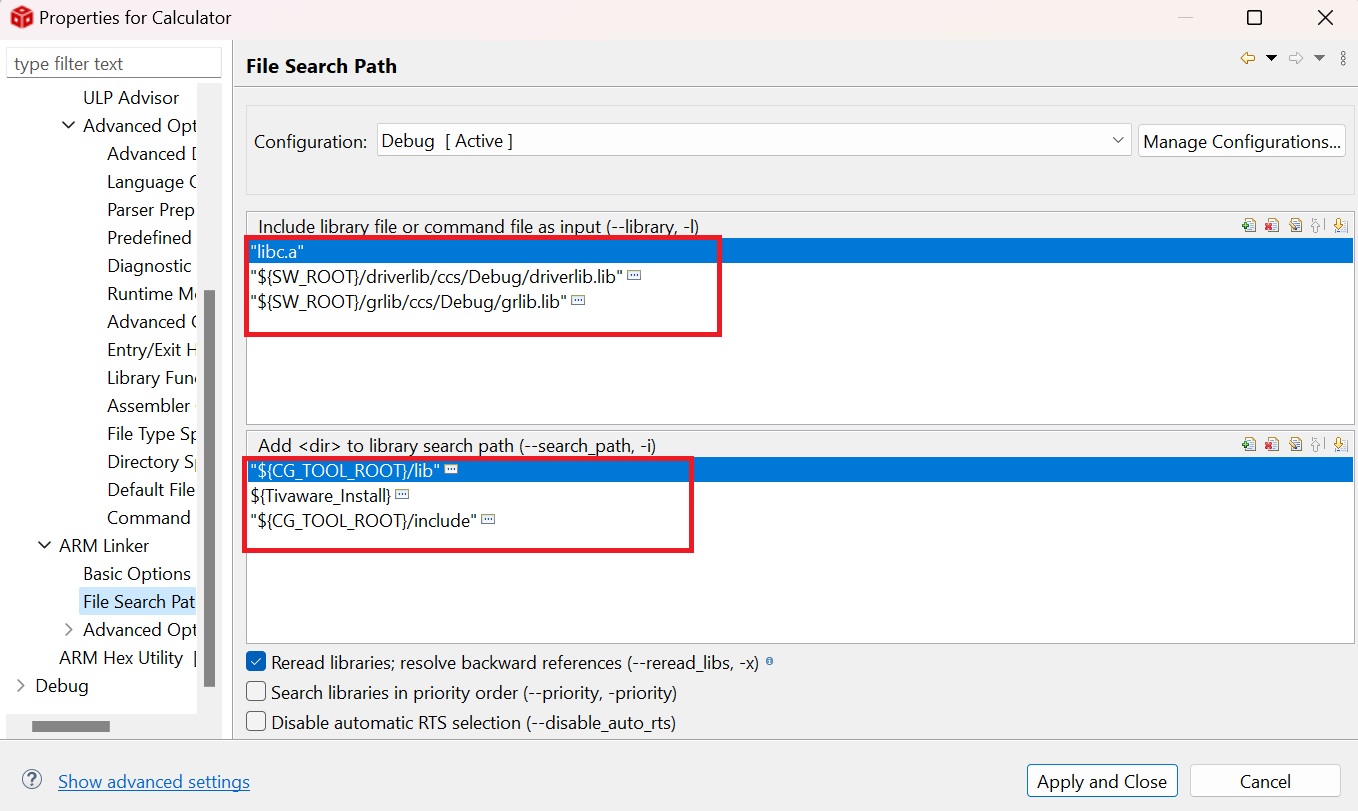 Properties for Calculator
type filter text
ULP Advisor
Advanced Opt
Advanced D
Language O
Parser Prep
Predefined
Diagnostic
Runtime Mo
Advanced O
Entry/Exit H
Library Fun
Assembler
File Type Sp
Directory Sp
Default File
Command
ARM Linker
Basic Options
File Search Pat
Advanced Opt
ARM Hex Utility [
Debug
File Search Path
Configuration:
Debug [ Active ]
Manage Configurations...
Include library file or command file as input (--library, -l)
"libc.a"
"${SW_ROOT}/driverlib/ccs/Debug/driverlib.lib"
"${SW_ROOT}/grlib/ccs/Debug/grlib.lib"
Add <dir> to library search path (--search_path, -i)
"${CG_TOOL_ROOT}/lib"
${Tivaware_Install}
"${CG_TOOL_ROOT}/include"
Reread libraries; resolve backward references (--reread_libs, -x)
Search libraries in priority order (--priority, -priority)
Disable automatic RTS selection (--disable_auto_rts)
Show advanced settings
Apply and Close
Cancel